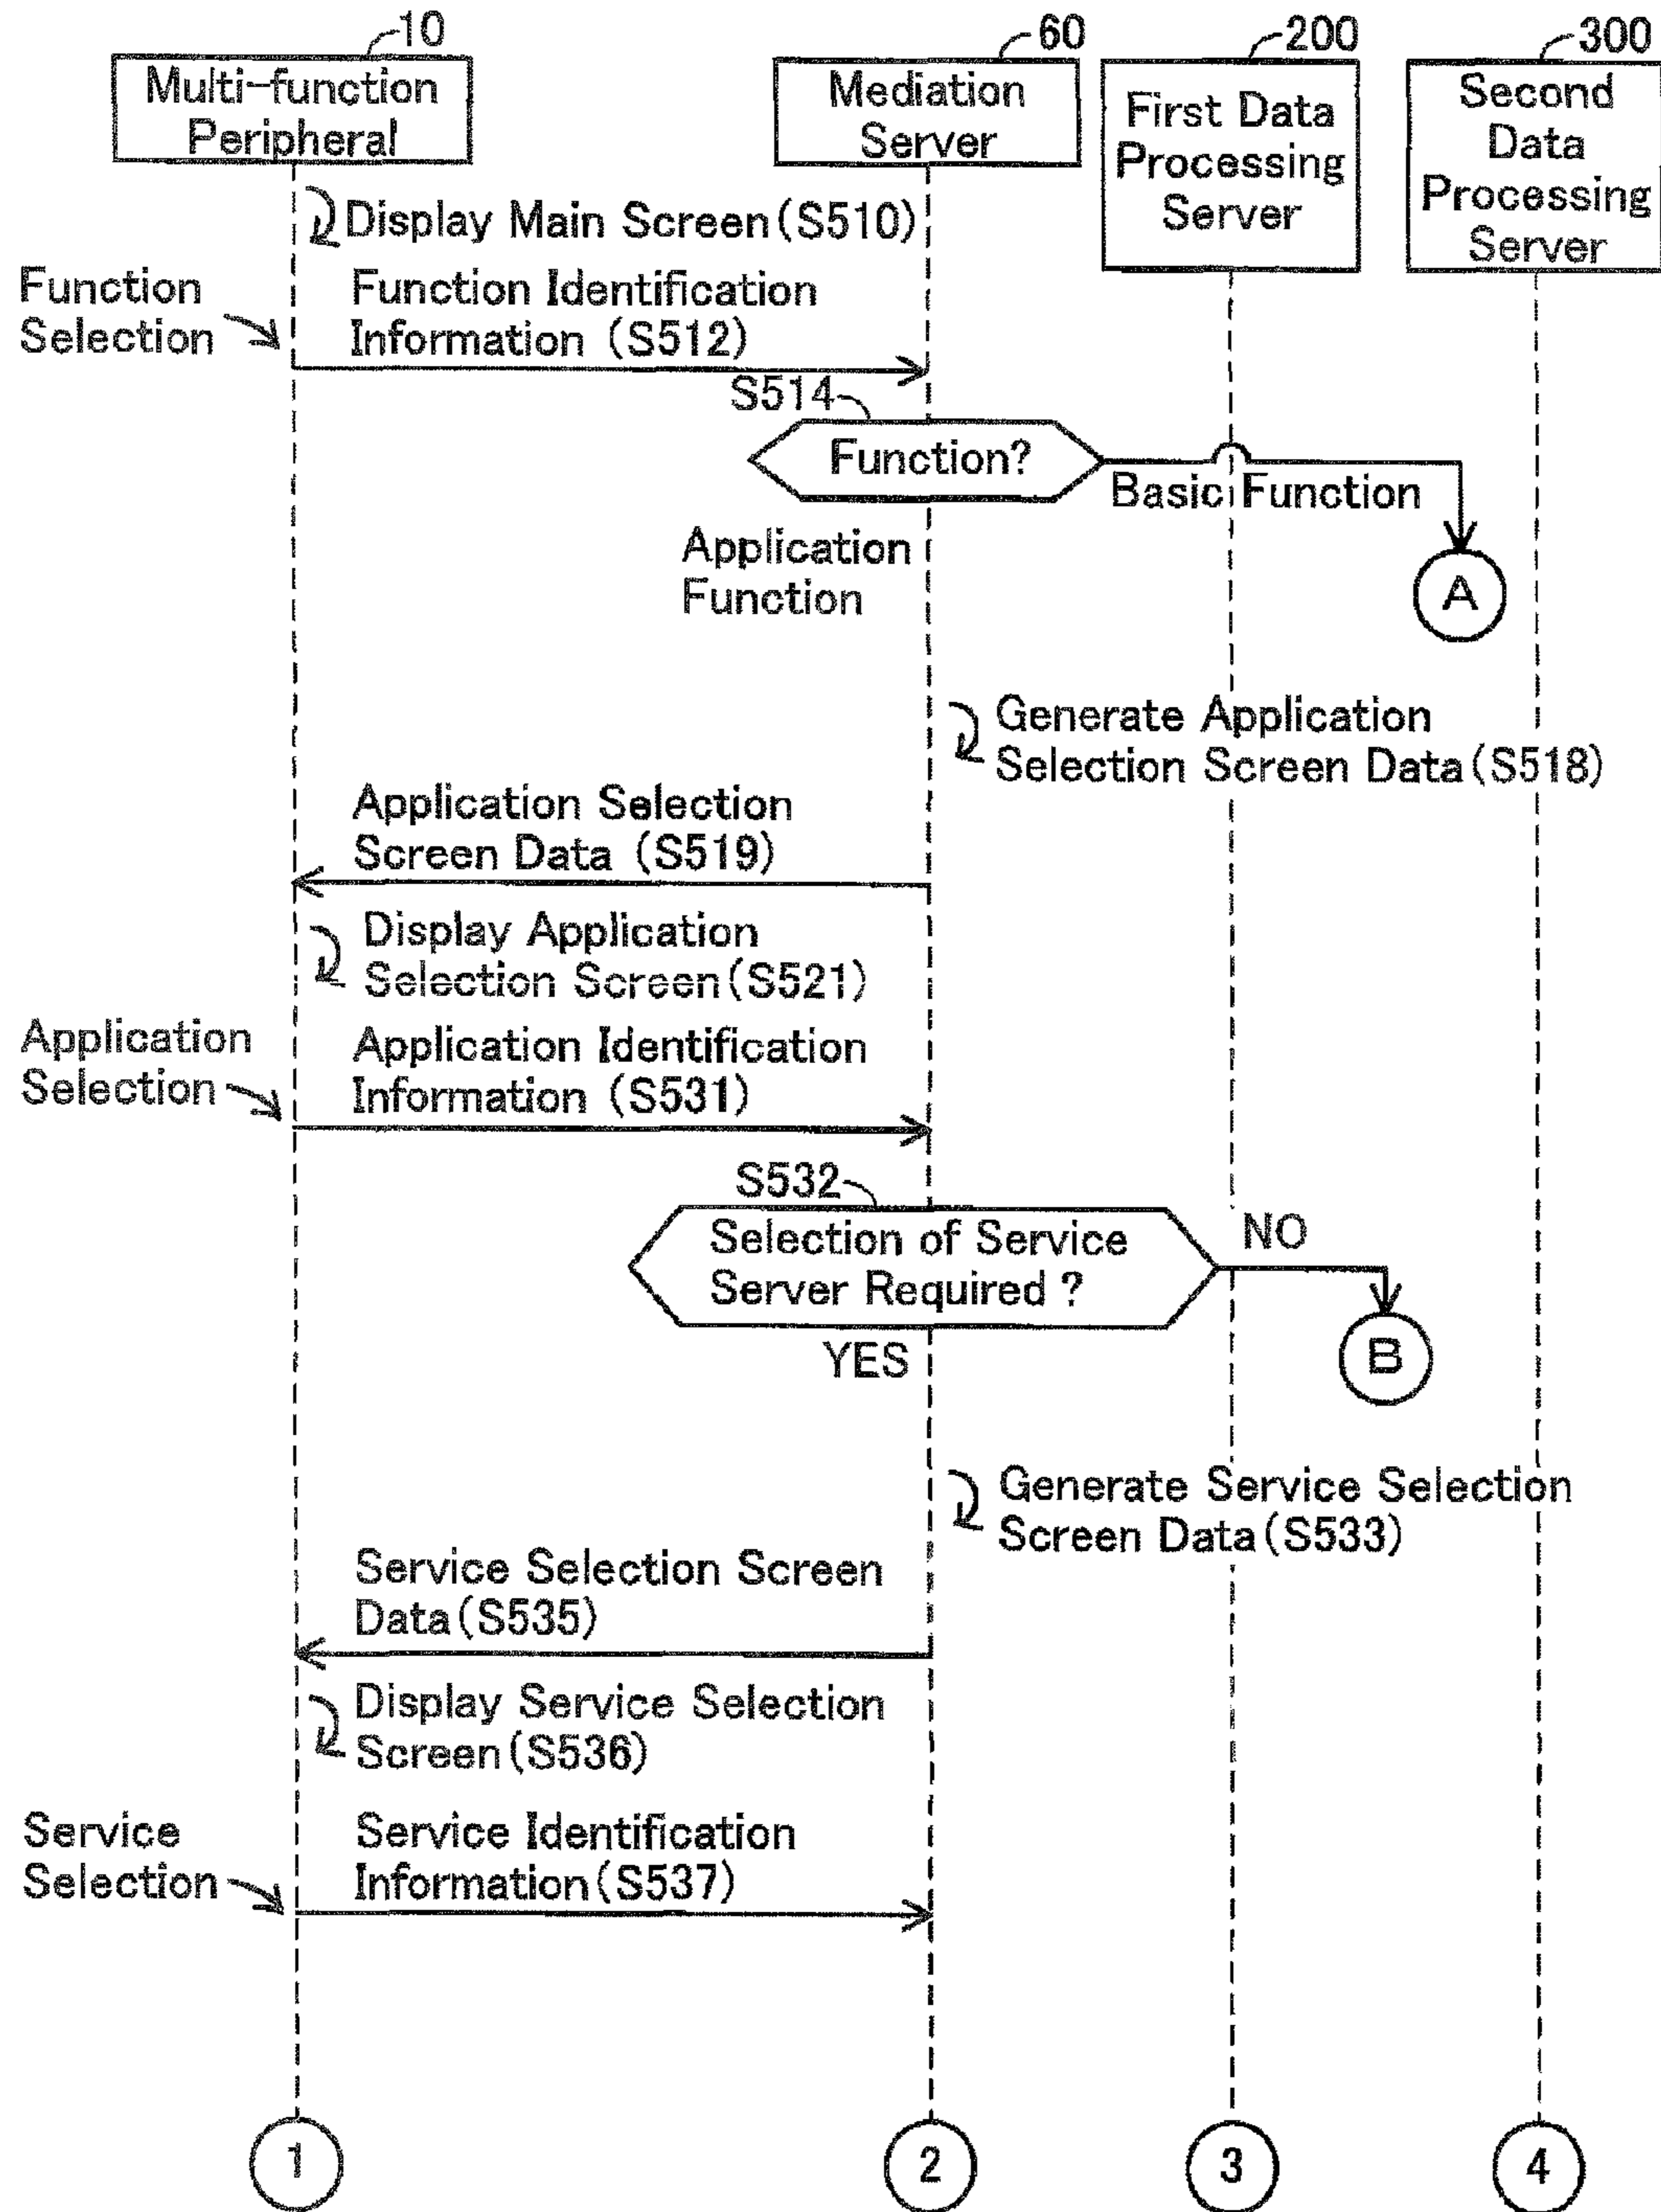 10
60
200
300
Multi-function
Peripheral
Mediation
Server
First Data
Processing
Server
Second
Data
Processing
Server
Display Main Screen(S510)
Function
Selection
Function Identification
Information (S512)
S514
Function?
Basic Function
Application
Function
A
Generate Application
Selection Screen Data(S518)
Application Selection
Screen Data (S519)
Display Application
Selection Screen(S521)
Application
Selection
Application Identification
Information (S531)
S532
Selection of Service
Server Required ?
NO
YES
B
Generate Service Selection
Screen Data(S533)
Service Selection Screen
Data(S535)
Display Service Selection
Screen(S536)
Service
Selection
Service Identification
Information(S537)
1
2
3
4